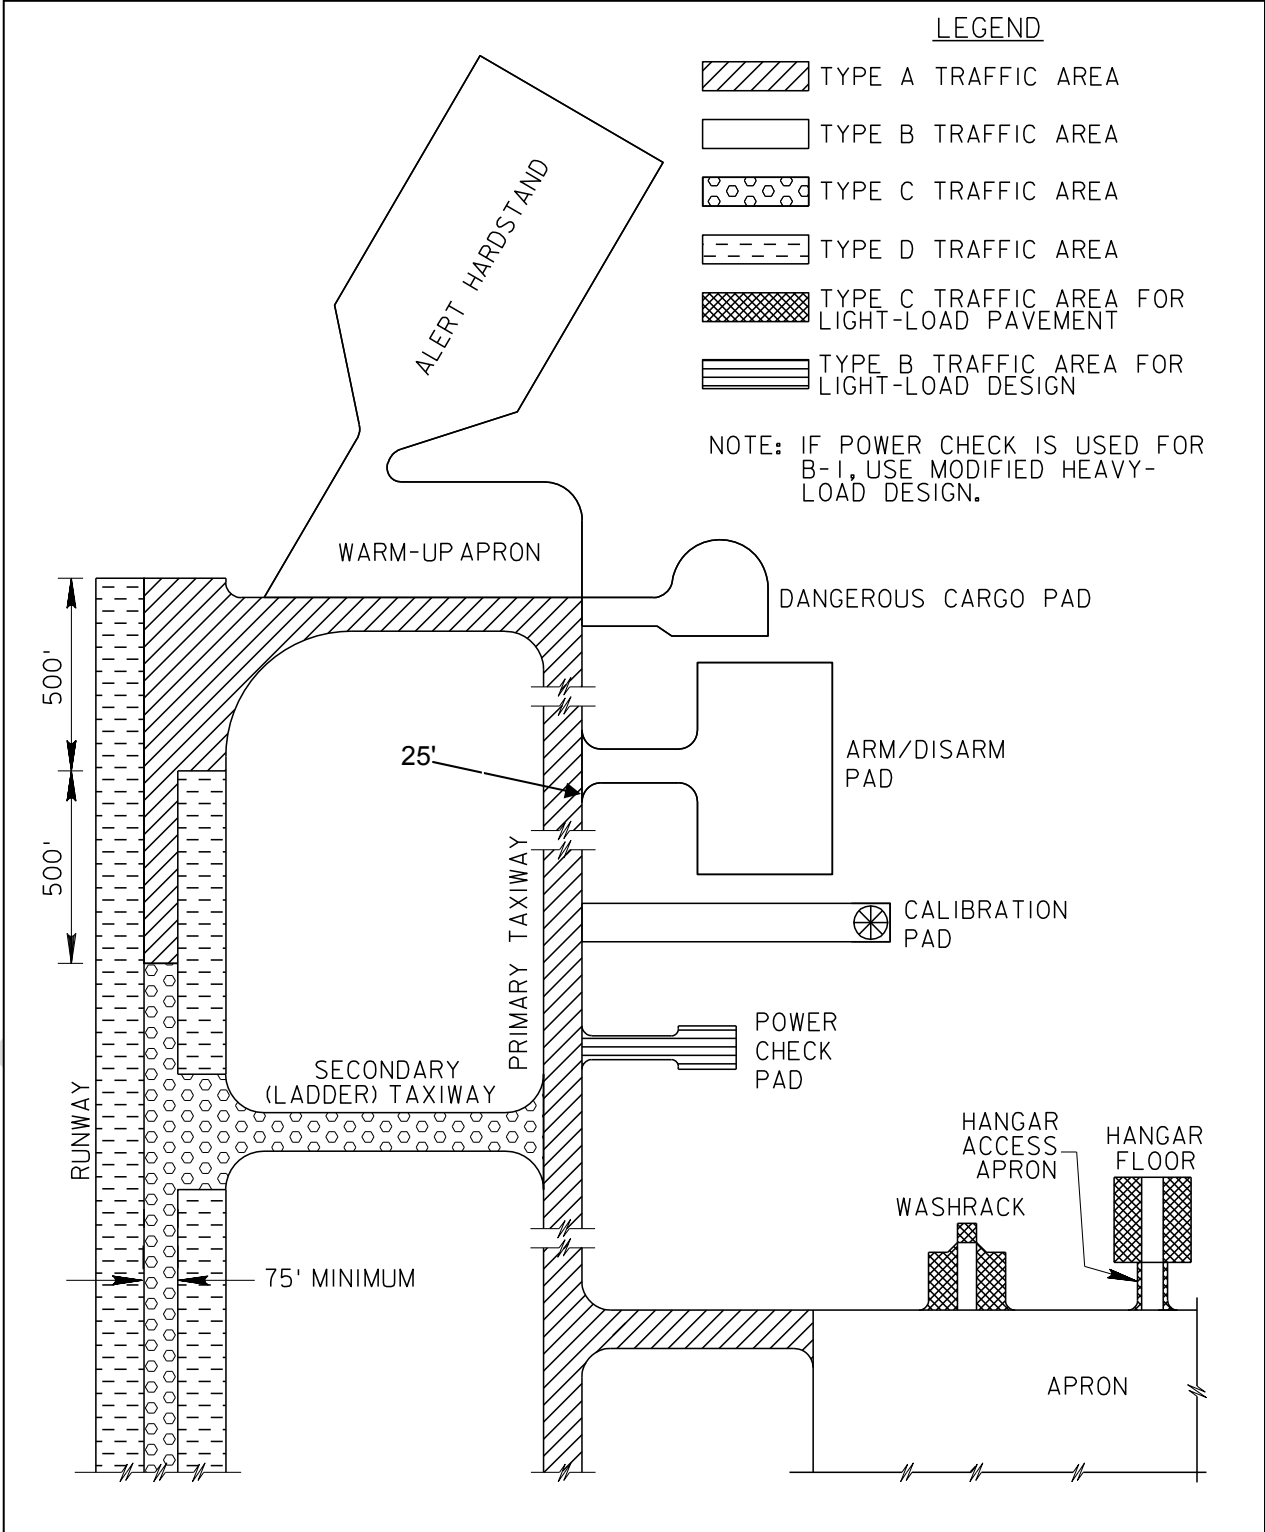 LEGEND
TYPE A TRAFFIC AREA
TYPE B TRAFFIC AREA
TYPE C TRAFFIC AREA
TYPE D TRAFFIC AREA
TYPE C TRAFFIC AREA FOR
LIGHT-LOAD PAVEMENT
TYPE B TRAFFIC AREA FOR
LIGHT-LOAD DESIGN
NOTE: IF POWER CHECK IS USED FOR
B-1, USE MODIFIED HEAVY-
LOAD DESIGN.
ALERT HARDSTAND
WARM-UP APRON
DANGEROUS CARGO PAD
500'
25'
ARM/DISARM
PAD
500'
PRIMARY TAXIWAY
CALIBRATION
PAD
POWER
CHECK
PAD
SECONDARY
(LADDER) TAXIWAY
RUNWAY
HANGAR
ACCESS
APRON
HANGAR
FLOOR
WASHRACK
75' MINIMUM
APRON